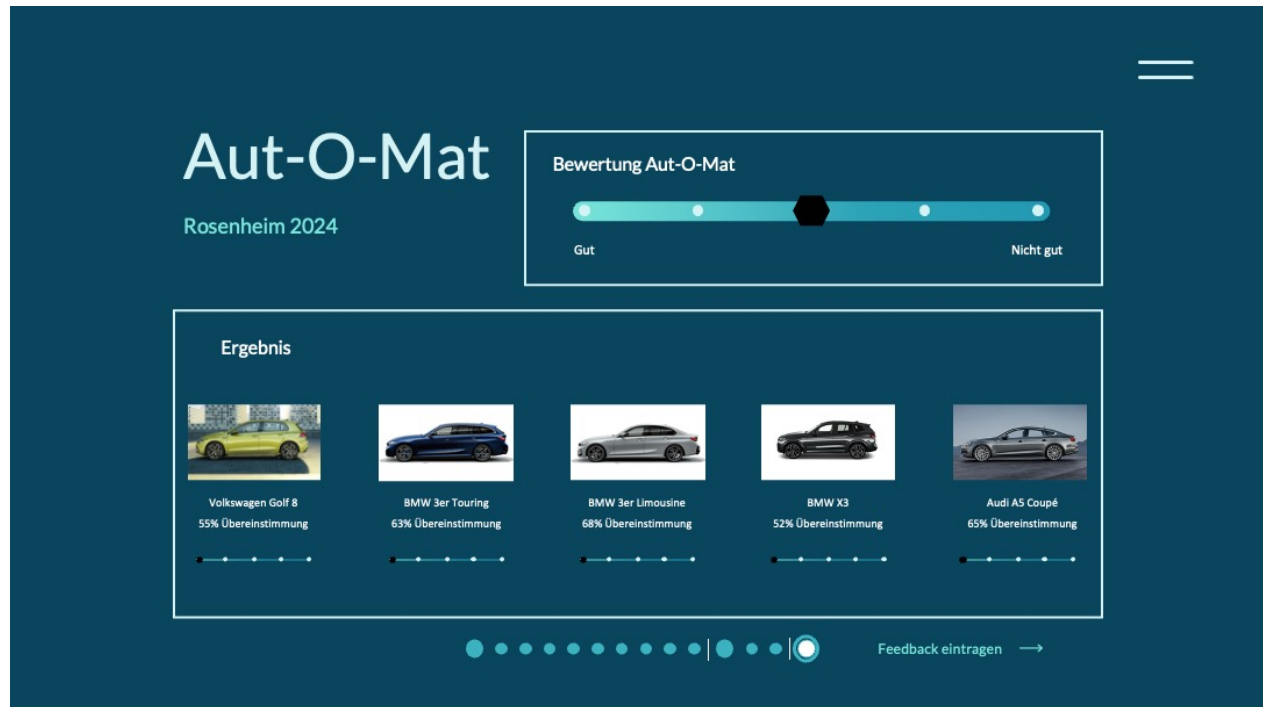 Aut-O-Mat
Rosenheim 2024
Bewertung Aut-O-Mat
Gut
Nicht gut
Ergebnis
Volkswagen Golf 8
55% Übereinstimmung
BMW 3er Touring
63% Übereinstimmung
BMW 3er Limousine
68% Übereinstimmung
BMW X3
52% Übereinstimmung
Audi A5 Coupé
65% Übereinstimmung
Feedback eintragen